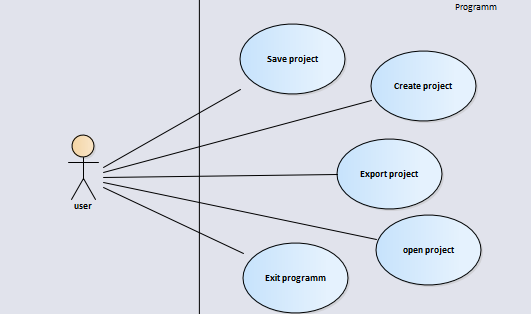 Programm
Save project
Create project
Export project
user
open project
Exit programm